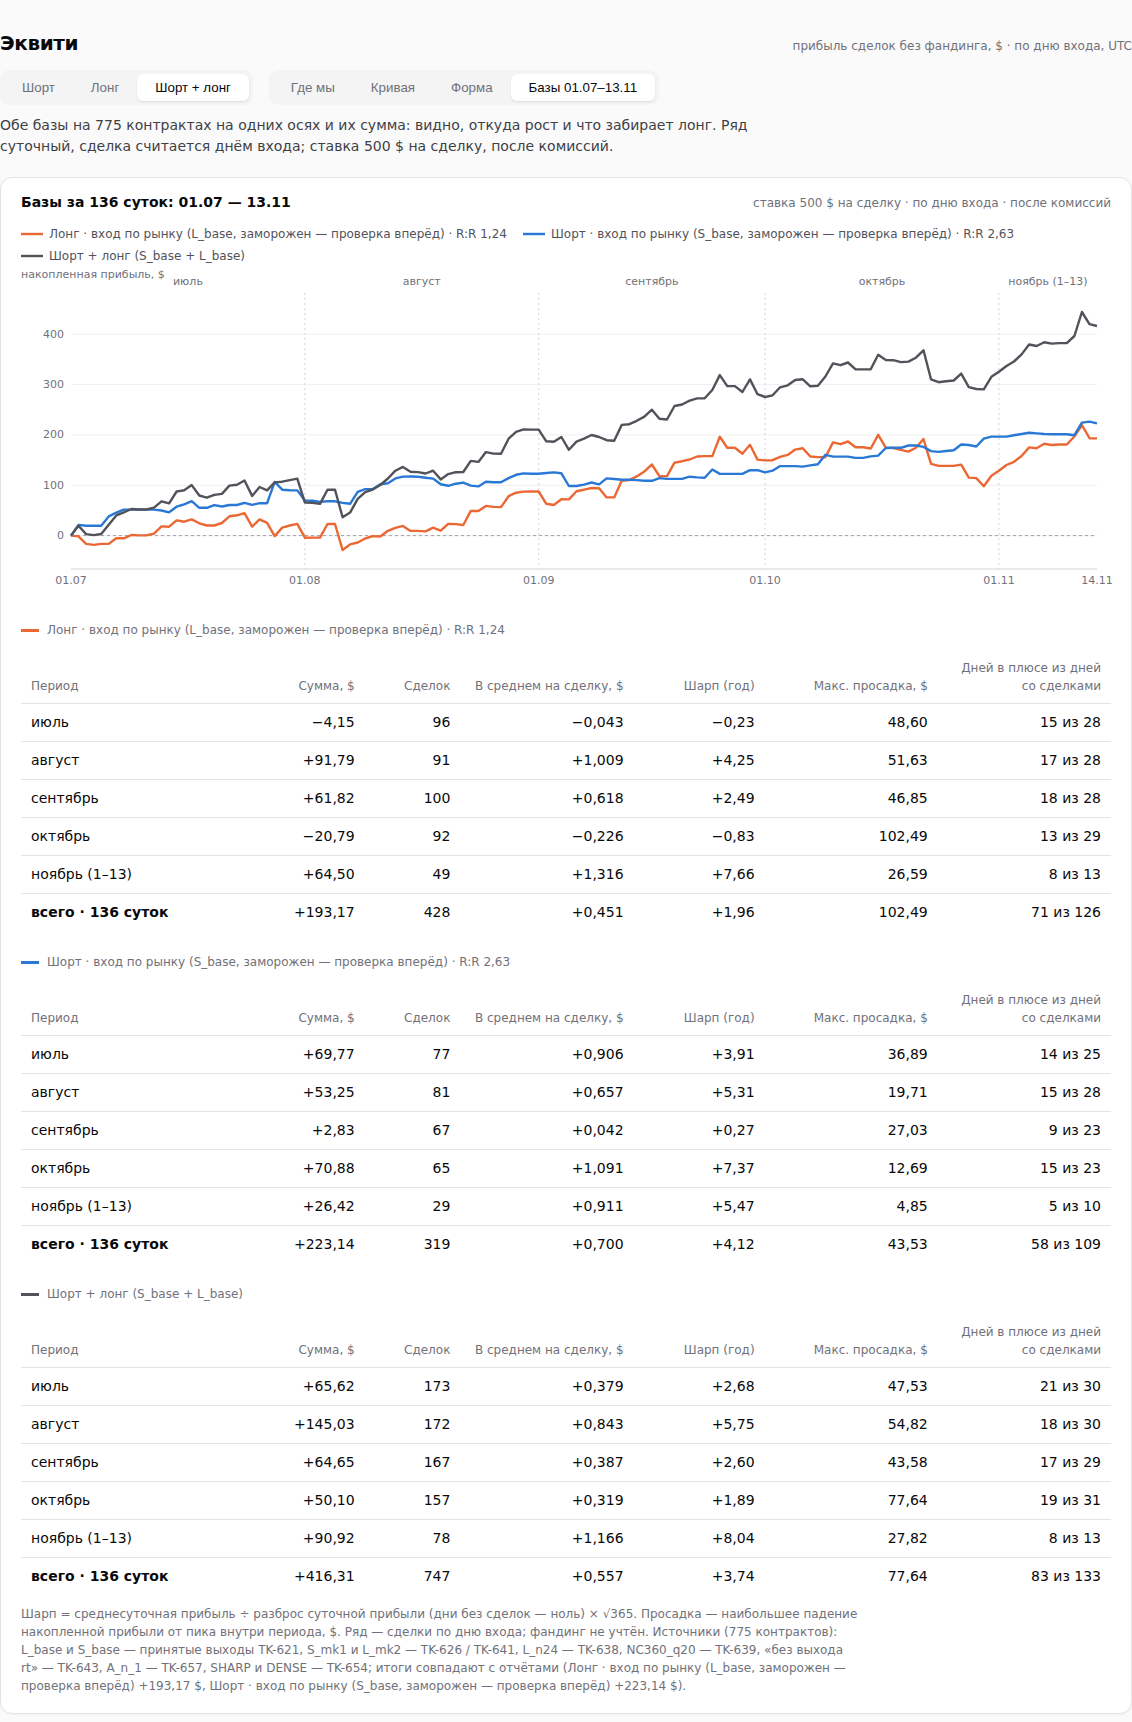 Эквити
прибыль сделок без фандинга, $ · по дню входа, UTC
Шорт Лонг Шорт + лонг Где мы Кривая Форма Базы 01.07–13.11
Обе базы на 775 контрактах на одних осях и их сумма: видно, откуда рост и что забирает лонг. Ряд
суточный, сделка считается днём входа; ставка 500 $ на сделку, после комиссий.
Базы за 136 суток: 01.07 — 13.11
ставка 500 $ на сделку · по дню входа · после комиссий
Лонг · вход по рынку (L_base, заморожен — проверка вперёд) · R:R 1,24 Шорт · вход по рынку (S_base, заморожен — проверка вперёд) · R:R 2,63
Шорт + лонг (S_base + L_base)
накопленная прибыль, $
июль август сентябрь октябрь ноябрь (1–13)
400
300
200
100
0
01.07 01.08 01.09 01.10 01.11 14.11
Лонг · вход по рынку (L_base, заморожен — проверка вперёд) · R:R 1,24
Период Сумма, $ Сделок В среднем на сделку, $ Шарп (год) Макс. просадка, $ Дней в плюсе из дней
со сделками
июль −4,15 96 −0,043 −0,23 48,60 15 из 28
август +91,79 91 +1,009 +4,25 51,63 17 из 28
сентябрь +61,82 100 +0,618 +2,49 46,85 18 из 28
октябрь −20,79 92 −0,226 −0,83 102,49 13 из 29
ноябрь (1–13) +64,50 49 +1,316 +7,66 26,59 8 из 13
всего · 136 суток +193,17 428 +0,451 +1,96 102,49 71 из 126
Шорт · вход по рынку (S_base, заморожен — проверка вперёд) · R:R 2,63
Период Сумма, $ Сделок В среднем на сделку, $ Шарп (год) Макс. просадка, $ Дней в плюсе из дней
со сделками
июль +69,77 77 +0,906 +3,91 36,89 14 из 25
август +53,25 81 +0,657 +5,31 19,71 15 из 28
сентябрь +2,83 67 +0,042 +0,27 27,03 9 из 23
октябрь +70,88 65 +1,091 +7,37 12,69 15 из 23
ноябрь (1–13) +26,42 29 +0,911 +5,47 4,85 5 из 10
всего · 136 суток +223,14 319 +0,700 +4,12 43,53 58 из 109
Шорт + лонг (S_base + L_base)
Период Сумма, $ Сделок В среднем на сделку, $ Шарп (год) Макс. просадка, $ Дней в плюсе из дней
со сделками
июль +65,62 173 +0,379 +2,68 47,53 21 из 30
август +145,03 172 +0,843 +5,75 54,82 18 из 30
сентябрь +64,65 167 +0,387 +2,60 43,58 17 из 29
октябрь +50,10 157 +0,319 +1,89 77,64 19 из 31
ноябрь (1–13) +90,92 78 +1,166 +8,04 27,82 8 из 13
всего · 136 суток +416,31 747 +0,557 +3,74 77,64 83 из 133
Шарп = среднесуточная прибыль ÷ разброс суточной прибыли (дни без сделок — ноль) × √365. Просадка — наибольшее падение
накопленной прибыли от пика внутри периода, $. Ряд — сделки по дню входа; фандинг не учтён. Источники (775 контрактов):
L_base и S_base — принятые выходы ТК-621, S_mk1 и L_mk2 — ТК-626 / ТК-641, L_n24 — ТК-638, NC360_q20 — ТК-639, «без выхода
rt» — ТК-643, A_n_1 — ТК-657, SHARP и DENSE — ТК-654; итоги совпадают с отчётами (Лонг · вход по рынку (L_base, заморожен —
проверка вперёд) +193,17 $, Шорт · вход по рынку (S_base, заморожен — проверка вперёд) +223,14 $).